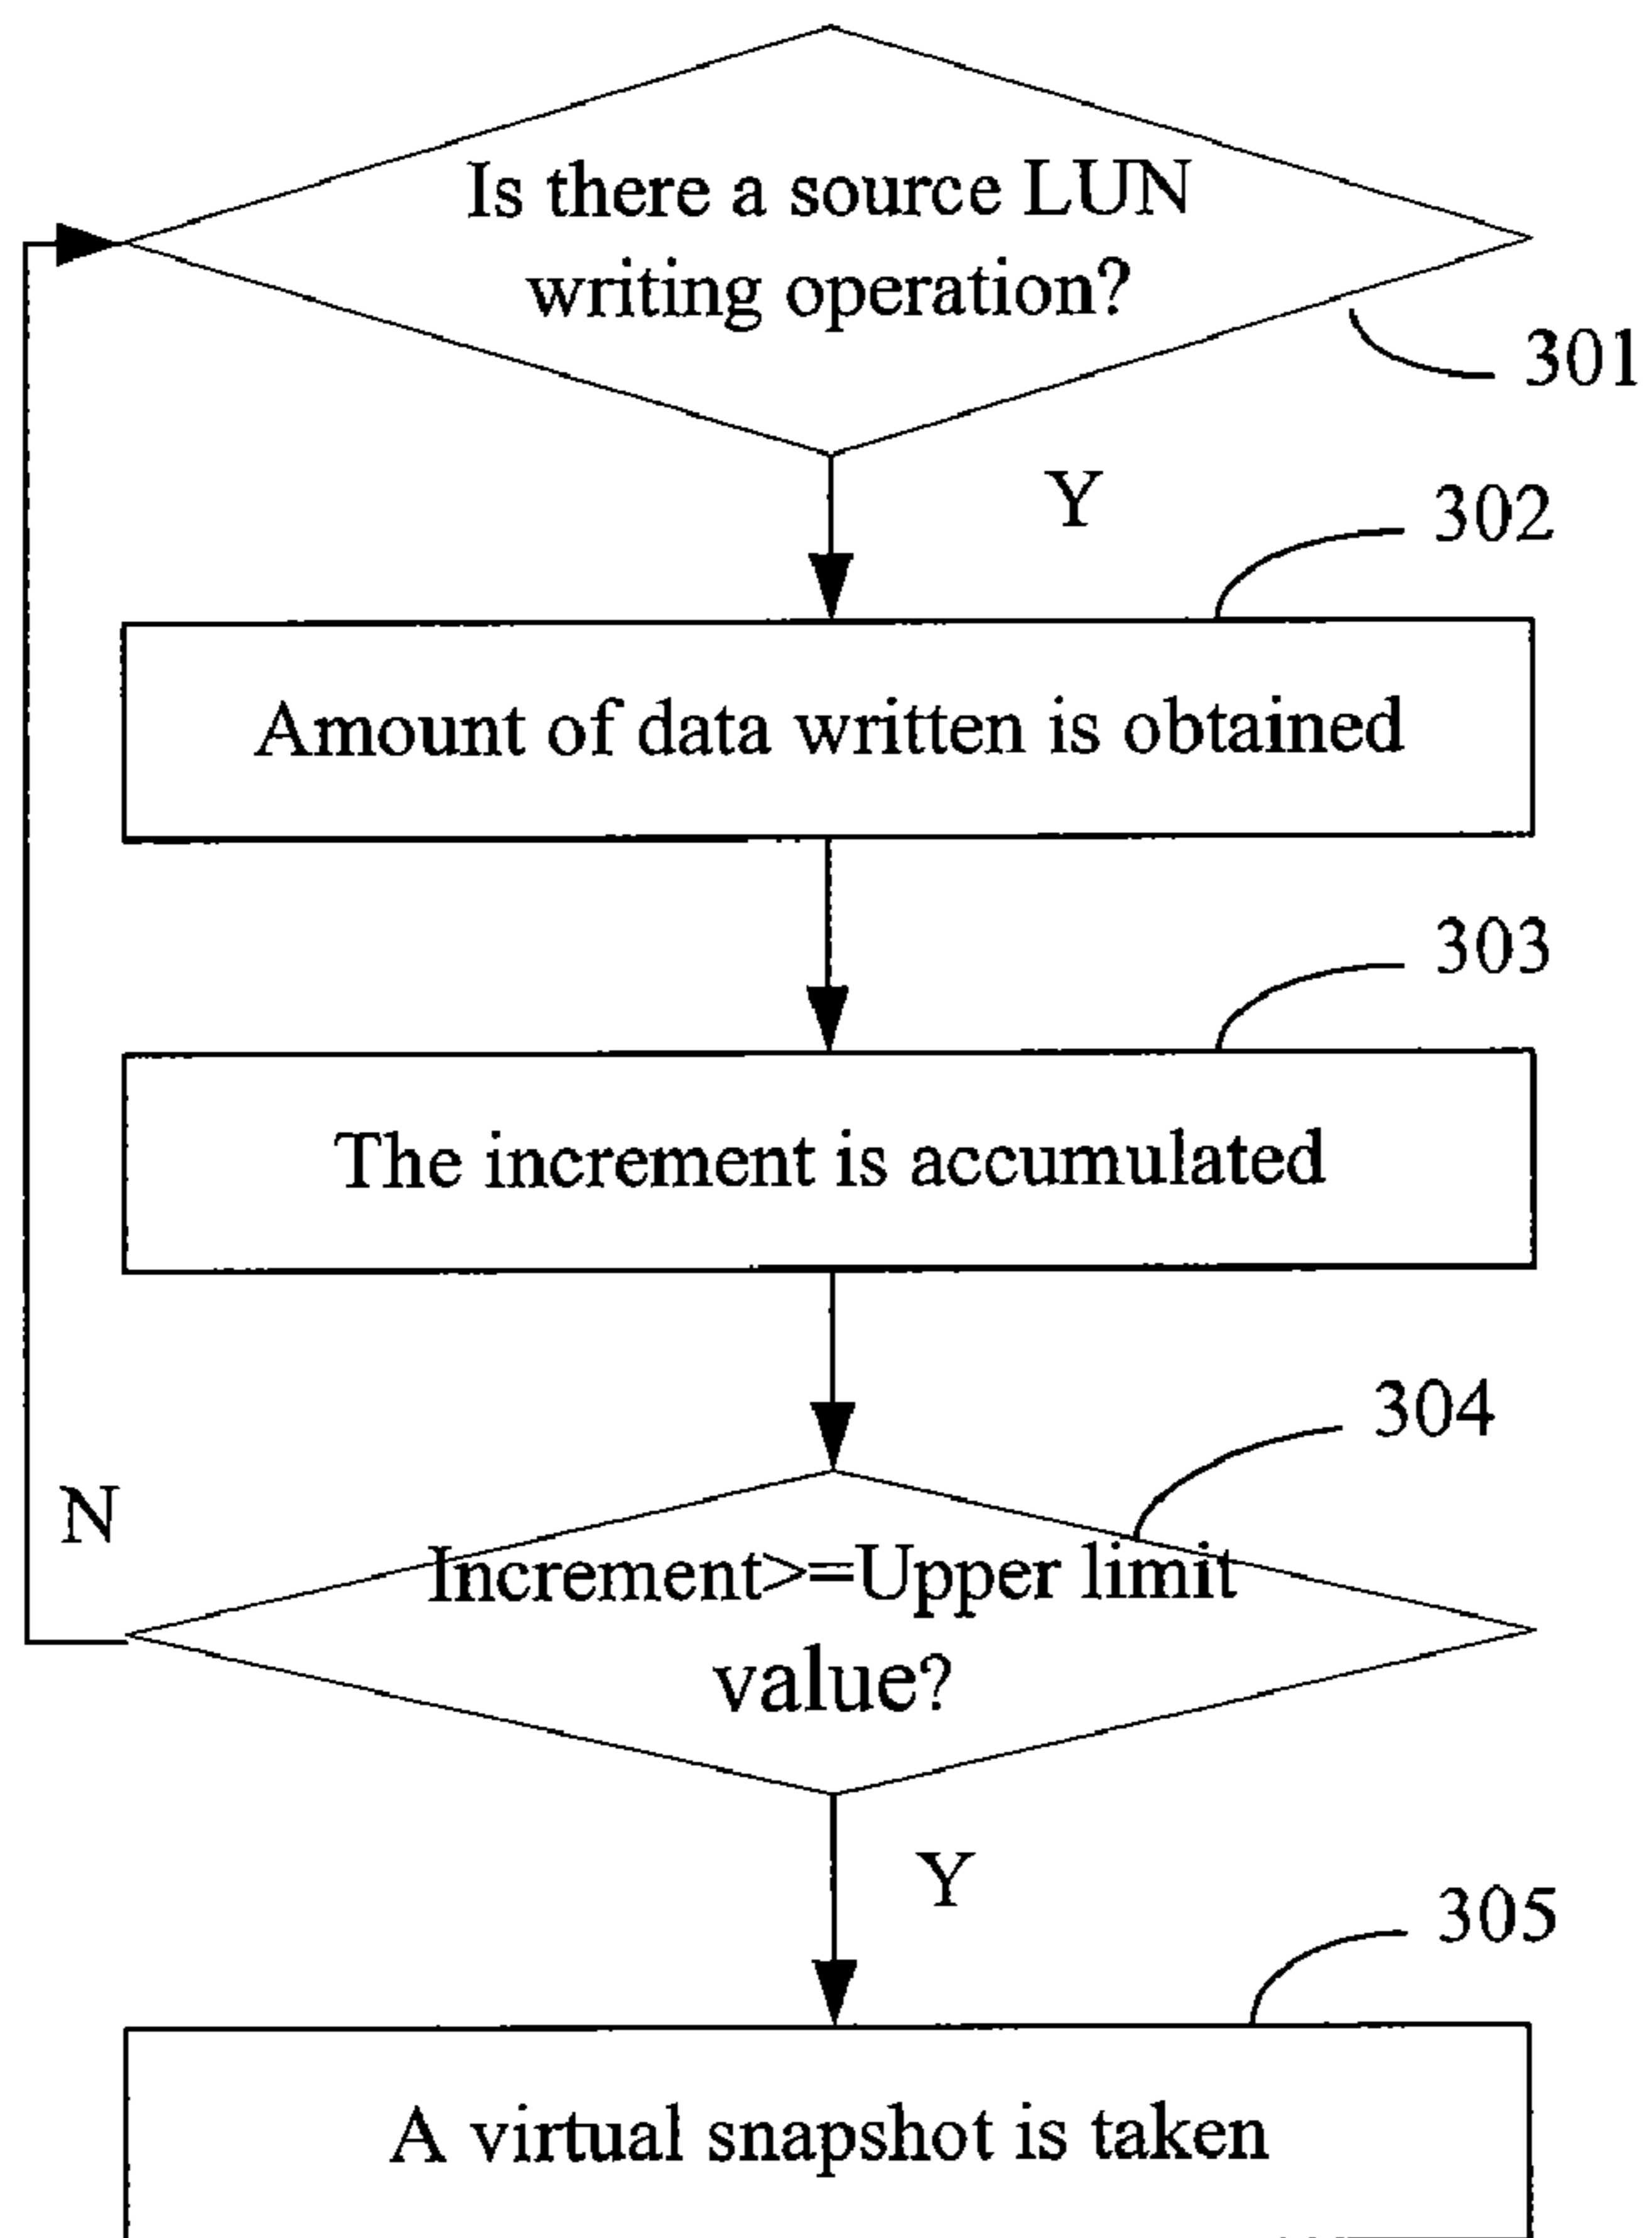 Is there a source LUN
writing operation?
301
Y
302
Amount of data written is obtained
303
The increment is accumulated
304
N
Increment>=Upper limit
value?
Y
305
A virtual snapshot is taken